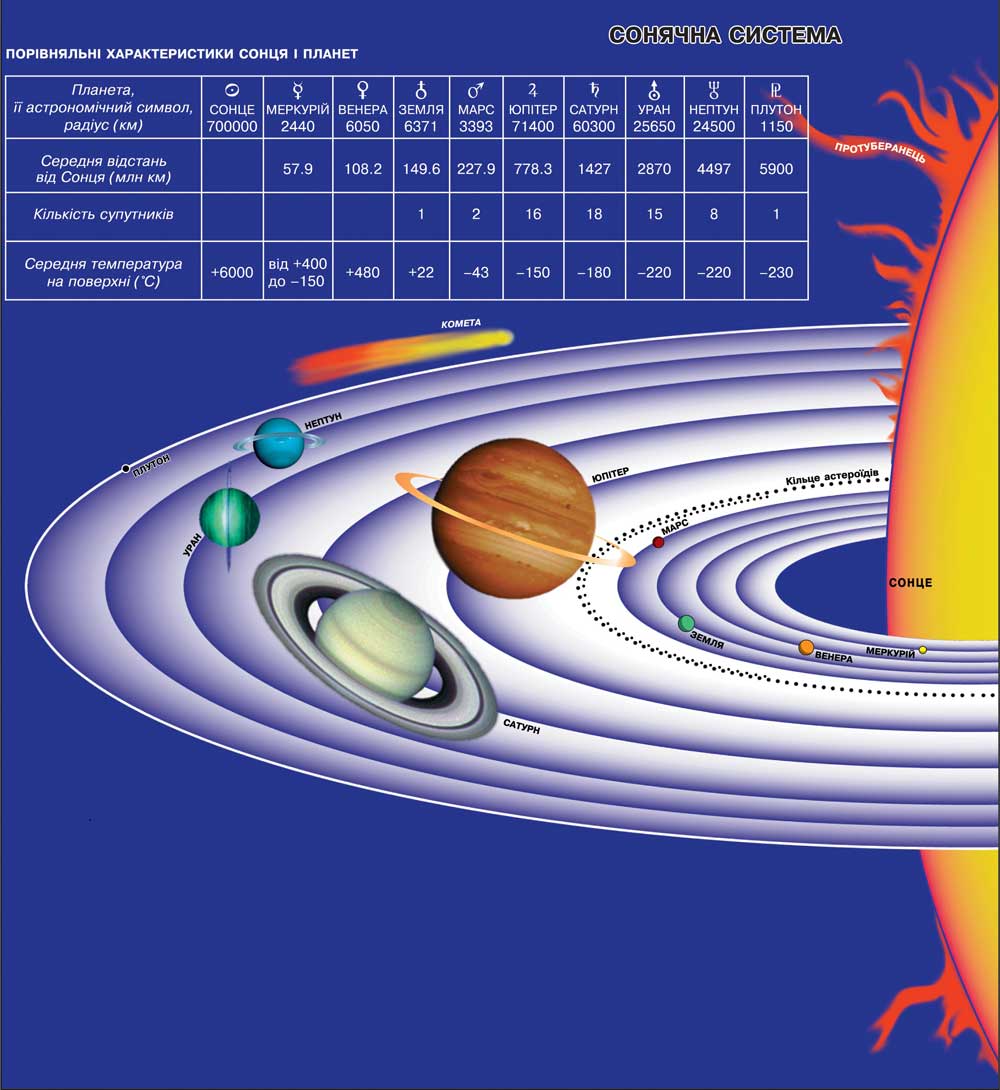 СОНЯЧНА СИСТЕМА
ПОРІВНЯЛЬНІ ХАРАКТЕРИСТИКИ СОНЦЯ І ПЛАНЕТ
Планета,
її астрономічний символ,
радіус (км)
☉ ☿ ♀ ♁ ♂ ♃ ♄ ⛢ ♆ ♇
СОНЦЕ МЕРКУРІЙ ВЕНЕРА ЗЕМЛЯ МАРС ЮПІТЕР САТУРН УРАН НЕПТУН ПЛУТОН
700000 2440 6050 6371 3393 71400 60300 25650 24500 1150
Середня відстань
від Сонця (млн км)
57.9 108.2 149.6 227.9 778.3 1427 2870 4497 5900
Кількість супутників
1 2 16 18 15 8 1
Середня температура
на поверхні (°С)
+6000 від +400 до −150 +480 +22 −43 −150 −180 −220 −220 −230
ПРОТУБЕРАНЕЦЬ
КОМЕТА
НЕПТУН
ПЛУТОН
ЮПІТЕР
Кільце астероїдів
МАРС
УРАН
СОНЦЕ
ЗЕМЛЯ
ВЕНЕРА
МЕРКУРІЙ
САТУРН